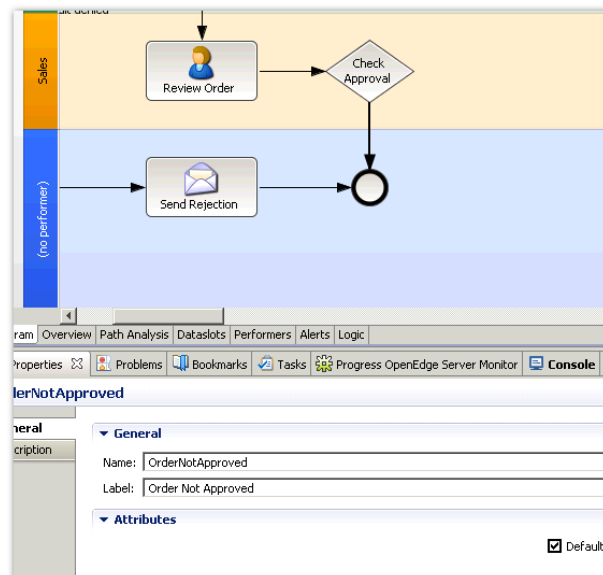 denied
Sales
Review Order
Check
Approval
(no performer)
Send Rejection
ram Overview Path Analysis Dataslots Performers Alerts Logic
Properties Problems Bookmarks Tasks Progress OpenEdge Server Monitor Console
lerNotApproved
neral
cription
General
Name: OrderNotApproved
Label: Order Not Approved
Attributes
Default